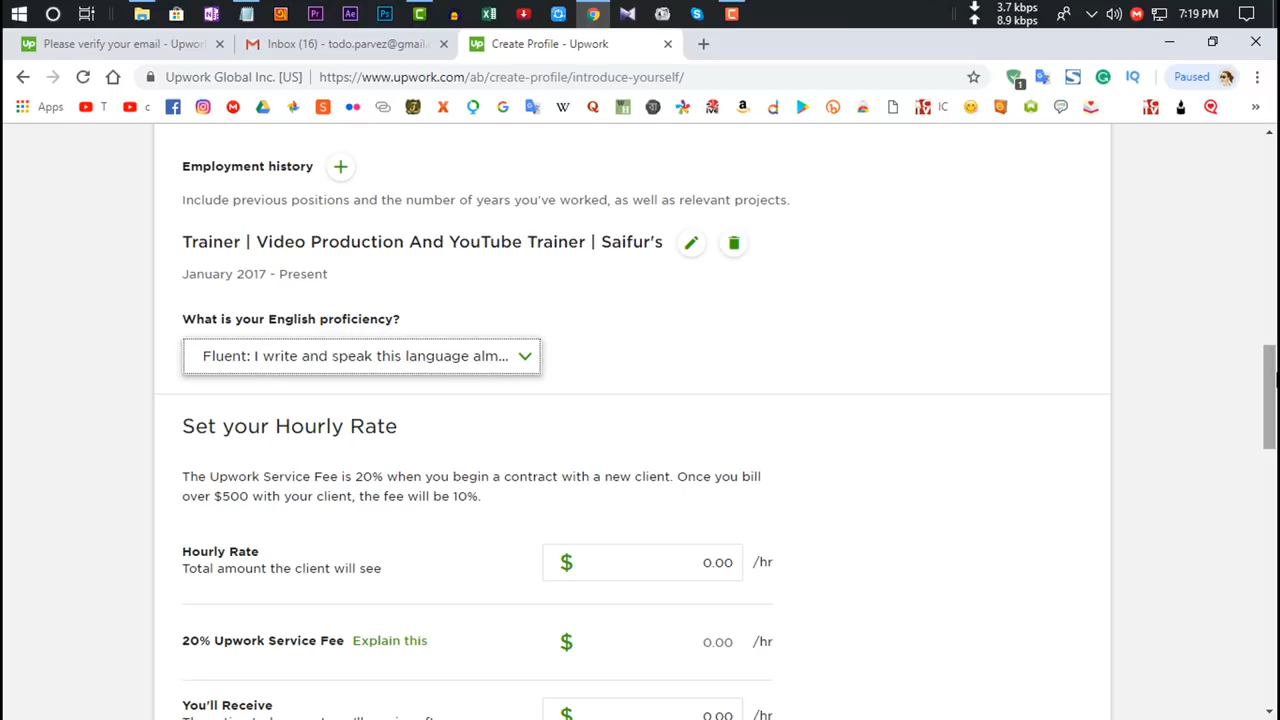 3.7 kbps
8.9 kbps
7:19 PM
Please verify your email - Upwor
Inbox (16) - todo.parvez@gmail.
Create Profile - Upwork
Upwork Global Inc. [US]
https://www.upwork.com/ab/create-profile/introduce-yourself/
1
IQ
Paused
Apps
T
c
IC
Employment history
Include previous positions and the number of years you've worked, as well as relevant projects.
Trainer | Video Production And YouTube Trainer | Saifur's
January 2017 - Present
What is your English proficiency?
Fluent: I write and speak this language alm...
Set your Hourly Rate
The Upwork Service Fee is 20% when you begin a contract with a new client. Once you bill
over $500 with your client, the fee will be 10%.
Hourly Rate
Total amount the client will see
$ 0.00 /hr
20% Upwork Service Fee Explain this
$ 0.00 /hr
You'll Receive
$ 0.00 /hr